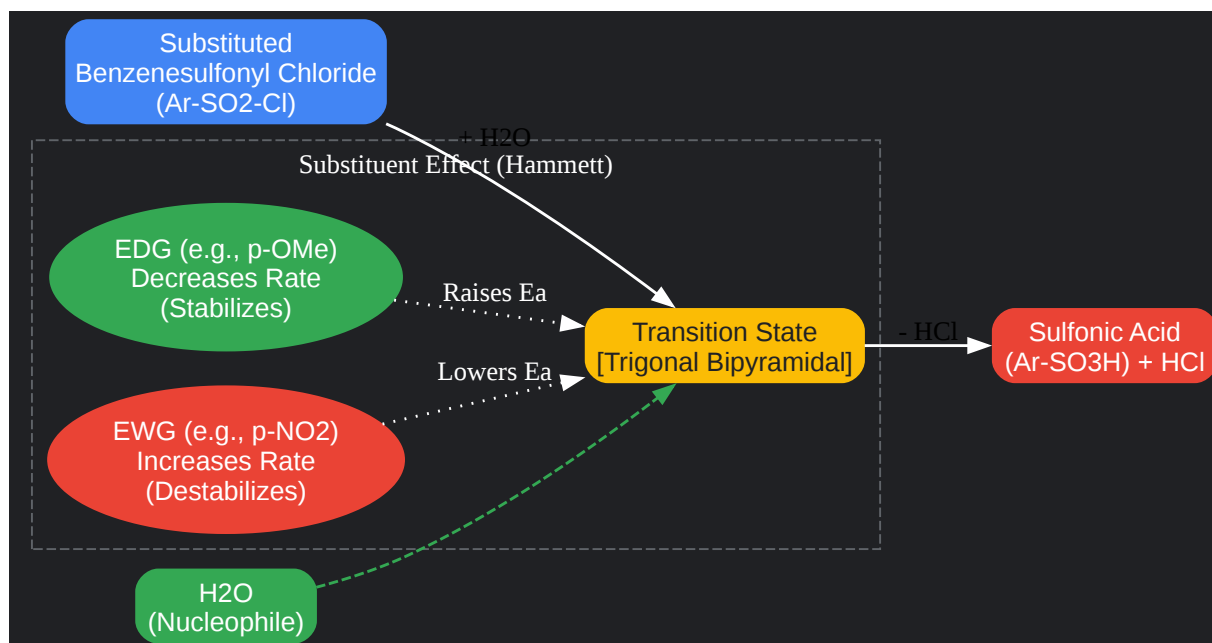 Substituted
Benzenesulfonyl Chloride
(Ar-SO2-Cl)
+ H2O
Substituent Effect (Hammett)
EDG (e.g., p-OMe)
Decreases Rate
(Stabilizes)
Raises Ea
Transition State
[Trigonal Bipyramidal]
- HCl
Sulfonic Acid
(Ar-SO3H) + HCl
Lowers Ea
EWG (e.g., p-NO2)
Increases Rate
(Destabilizes)
H2O
(Nucleophile)